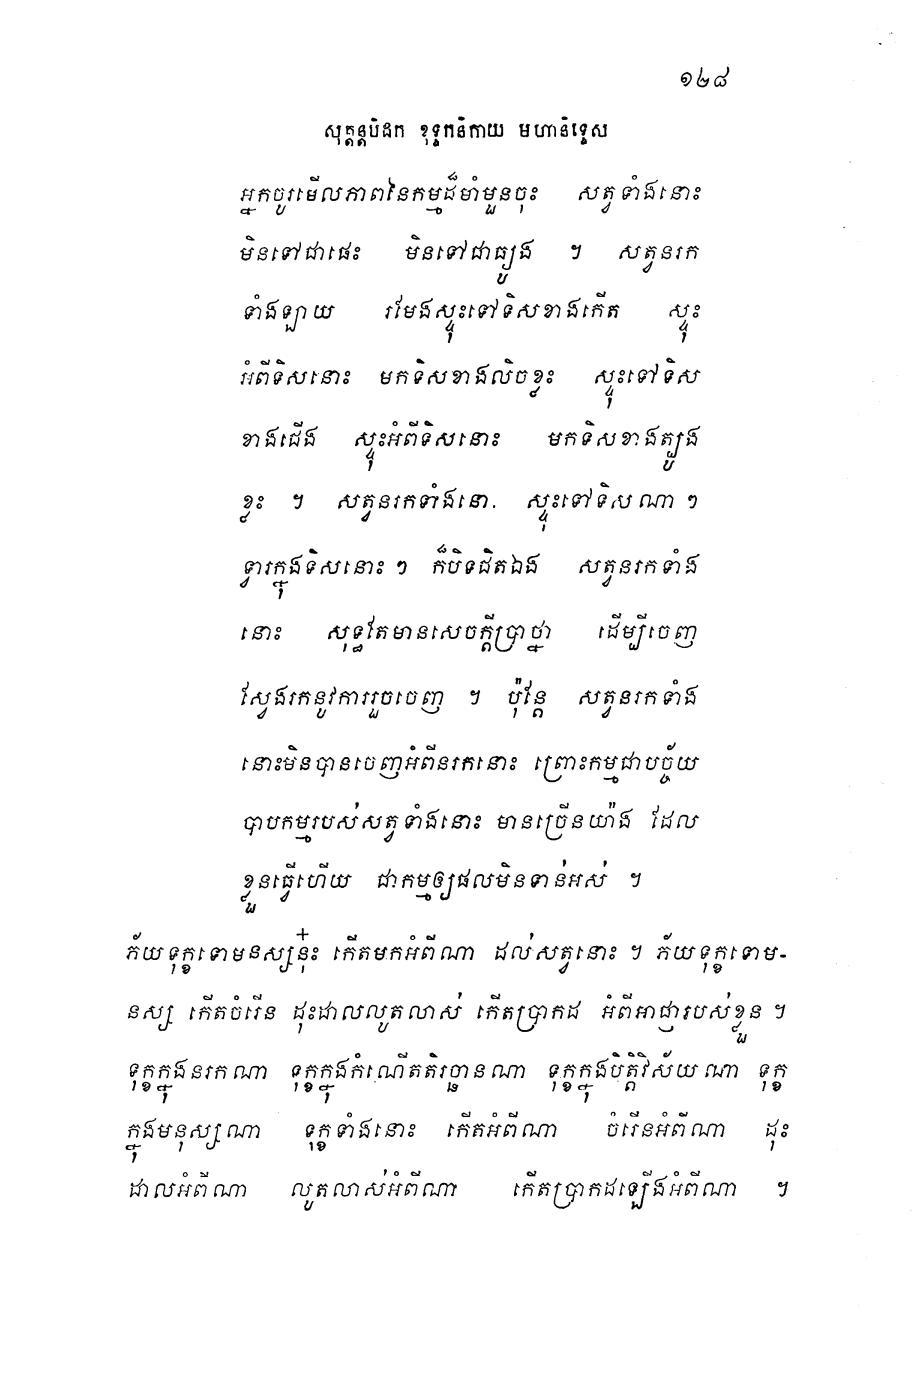 ១២៨
សុត្តន្តបិដក ខុទ្ទកនិកាយ មហានិទ្ទេស
អ្នកចូរមើលភាពនៃកម្មដ៏មាំមួនចុះ សត្វទាំងនោះ
មិនទៅជាផេះ មិនទៅជាធ្យូង ។ សត្វនរក
ទាំងឡាយ រមែងស្ទុះទៅទិសខាងកើត ស្ទុះ
អំពីទិសនោះ មកទិសខាងលិចខ្លះ ស្ទុះទៅទិស
ខាងជើង ស្ទុះអំពីទិសនោះ មកទិសខាងត្បូង
ខ្លះ ។ សត្វនរកទាំងនោះ ស្ទុះទៅទិសណា ៗ
ទ្វារក្នុងទិសនោះ ៗ ក៏បិទជិតឯង សត្វនរកទាំង
នោះ សុទ្ធតែមានសេចក្តីប្រាថ្នា ដើម្បីចេញ
ស្វែងរកនូវការរួចចេញ ។ ប៉ុន្តែ សត្វនរកទាំង
នោះមិនបានចេញអំពីនរកនោះ ព្រោះកម្មជាបច្ច័យ
បាបកម្មរបស់សត្វទាំងនោះ មានច្រើនយ៉ាង ដែល
ខ្លួនធ្វើហើយ ជាកម្មឲ្យផលមិនទាន់អស់ ។
ភ័យទុក្ខទោមនស្សនុ៎ះ កើតមកអំពីណា ដល់សត្វនោះ ។ ភ័យទុក្ខទោម-
នស្ស កើតចំរើន ដុះដាលលូតលាស់ កើតប្រាកដ អំពីអាជ្ញារបស់ខ្លួន ។
ទុក្ខក្នុងនរកណា ទុក្ខក្នុងកំណើតតិរច្ឆានណា ទុក្ខក្នុងបិត្តិវិស័យណា ទុក្ខ
ក្នុងមនុស្សណា ទុក្ខទាំងនោះ កើតអំពីណា ចំរើនអំពីណា ដុះ
ដាលអំពីណា លូតលាស់អំពីណា កើតប្រាកដឡើងអំពីណា ។